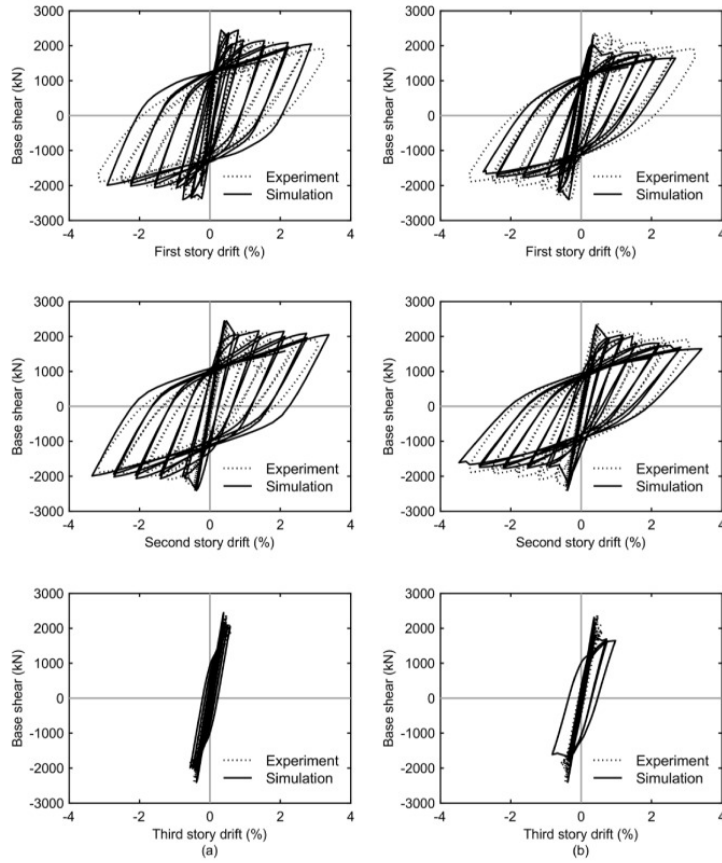 3000
2000
1000
0
-1000
-2000
-3000
Base shear (kN)
Experiment
Simulation
-4 -2 0 2 4
First story drift (%)
3000
2000
1000
0
-1000
-2000
-3000
Base shear (kN)
Experiment
Simulation
-4 -2 0 2 4
First story drift (%)
3000
2000
1000
0
-1000
-2000
-3000
Base shear (kN)
Experiment
Simulation
-4 -2 0 2 4
Second story drift (%)
3000
2000
1000
0
-1000
-2000
-3000
Base shear (kN)
Experiment
Simulation
-4 -2 0 2 4
Second story drift (%)
3000
2000
1000
0
-1000
-2000
-3000
Base shear (kN)
Experiment
Simulation
-4 -2 0 2 4
Third story drift (%)
(a)
3000
2000
1000
0
-1000
-2000
-3000
Base shear (kN)
Experiment
Simulation
-4 -2 0 2 4
Third story drift (%)
(b)